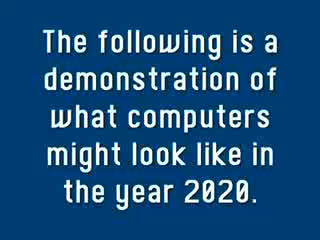 The following is a
demonstration of
what computers
might look like in
the year 2020.